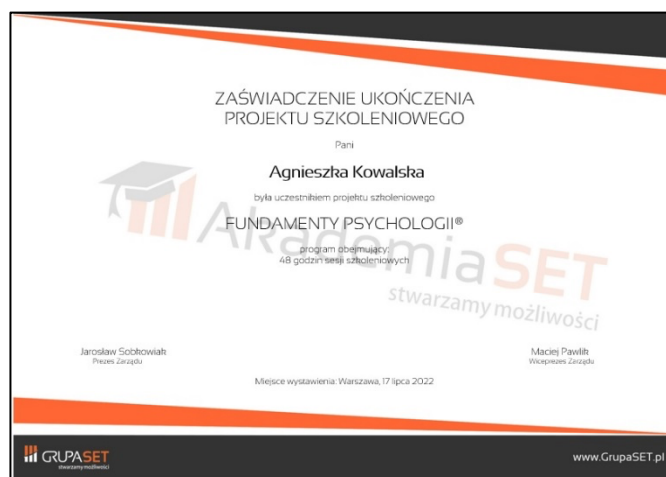 ZAŚWIADCZENIE UKOŃCZENIA
PROJEKTU SZKOLENIOWEGO
Pani
Agnieszka Kowalska
była uczestnikiem projektu szkoleniowego
FUNDAMENTY PSYCHOLOGII®
program obejmujący:
48 godzin sesji szkoleniowych
AkademiaSET
stwarzamy możliwości
Jarosław Sobkowiak
Prezes Zarządu
Maciej Pawlik
Wiceprezes Zarządu
Miejsce wystawienia: Warszawa, 17 lipca 2022
GRUPASET
stwarzamy możliwości
www.GrupaSET.pl